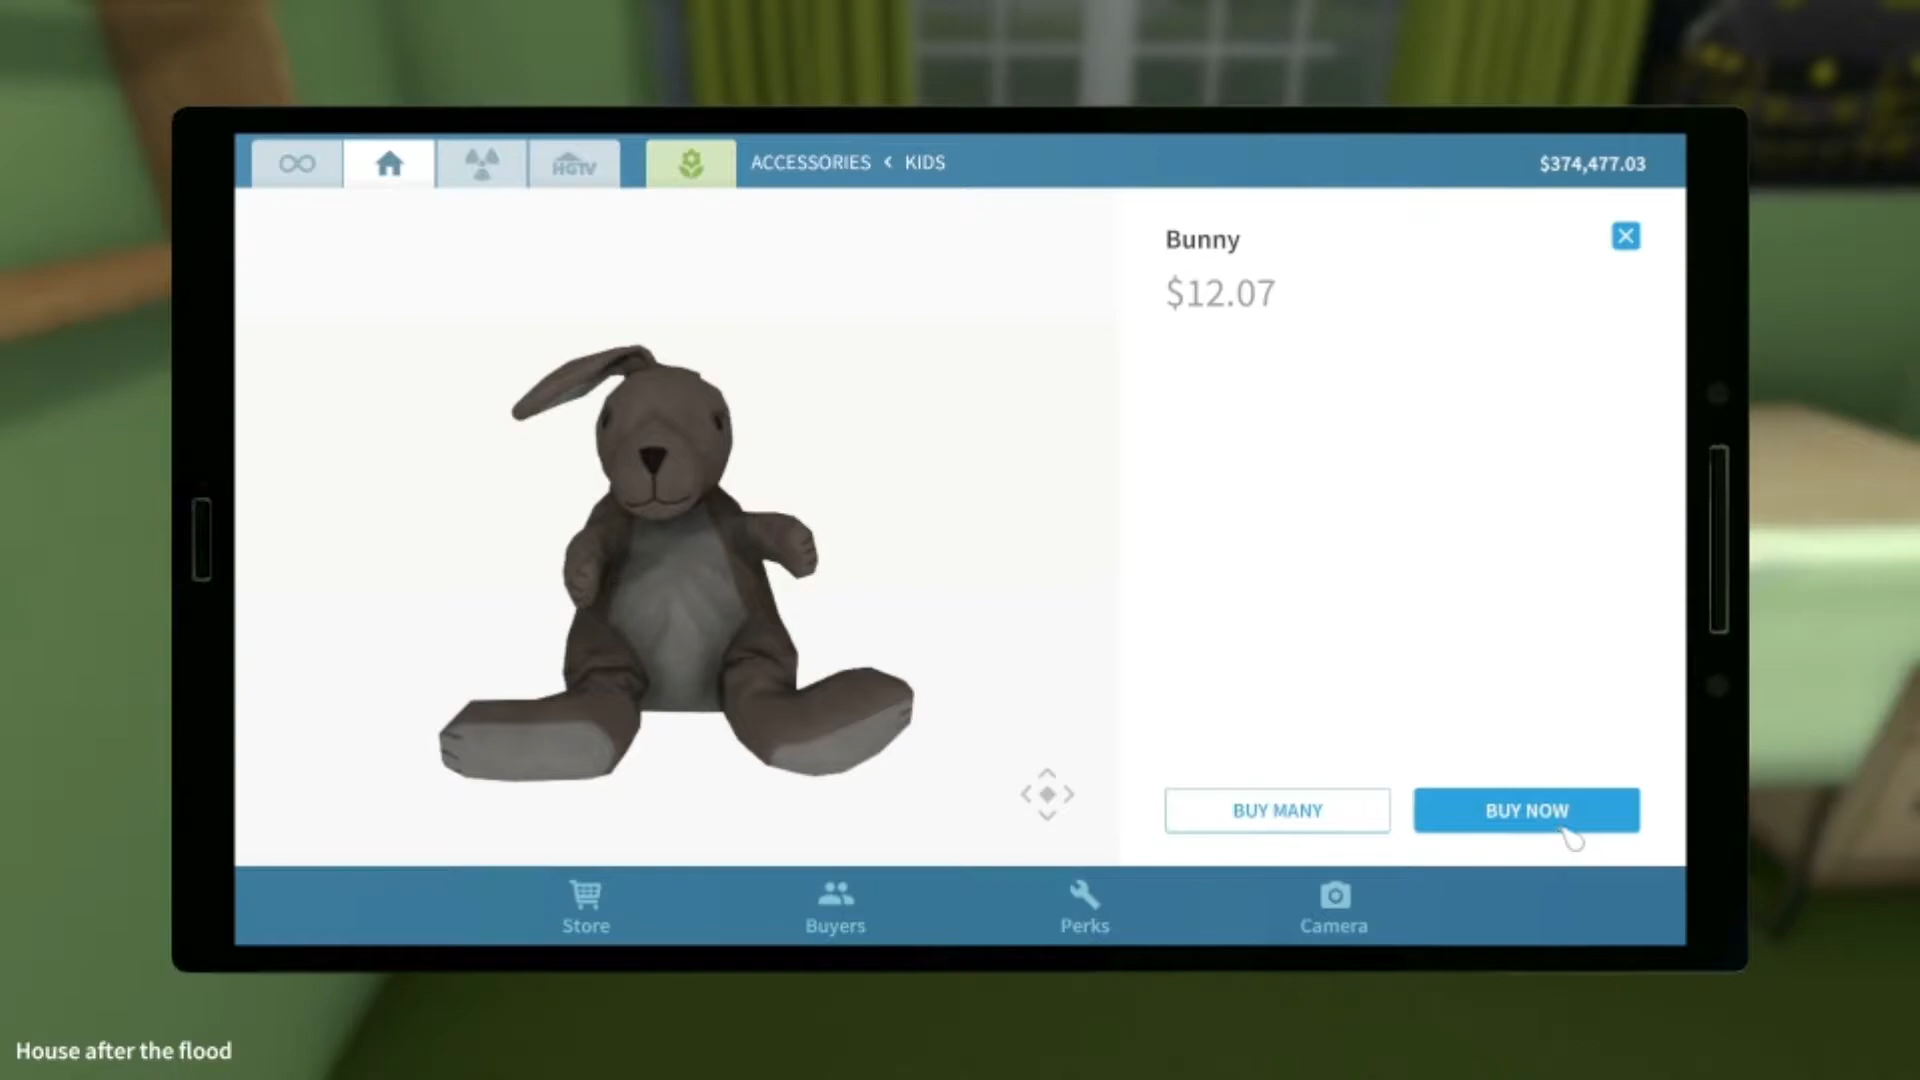 HGTV
ACCESSORIES < KIDS
$374,477.03
Bunny
$12.07
BUY MANY
BUY NOW
Store
Buyers
Perks
Camera
House after the flood